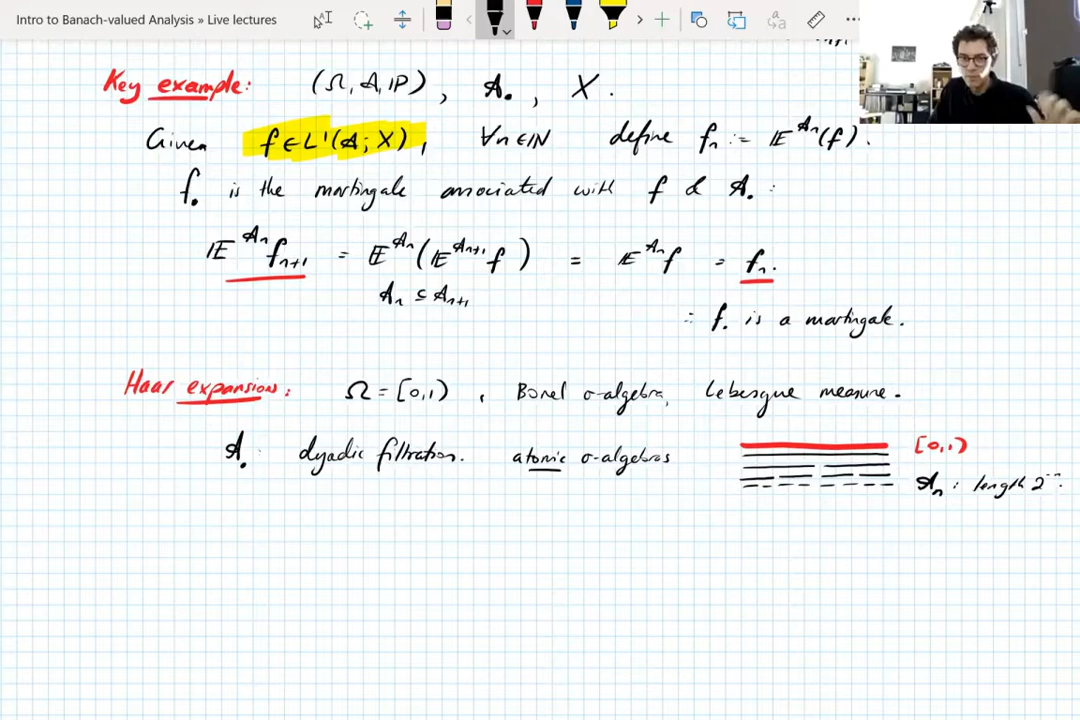 Intro to Banach-valued Analysis » Live lectures
Key example: (Ω, 𝒜, ℙ), 𝒜•, X.
Given f ∈ L¹(𝒜; X), ∀n∈ℕ define fₙ := 𝔼^𝒜ₙ(f).
f• is the martingale associated with f & 𝒜•:
𝔼^𝒜ₙ fₙ₊₁ = 𝔼^𝒜ₙ(𝔼^𝒜ₙ₊₁ f) = 𝔼^𝒜ₙ f = fₙ.
𝒜ₙ ⊆ 𝒜ₙ₊₁
∴ f• is a martingale.
Haar expansions: Ω = [0,1), Borel σ-algebra, Lebesgue measure.
𝒜•: dyadic filtration. atomic σ-algebras [0,1)
𝒜ₙ: length 2⁻ⁿ.